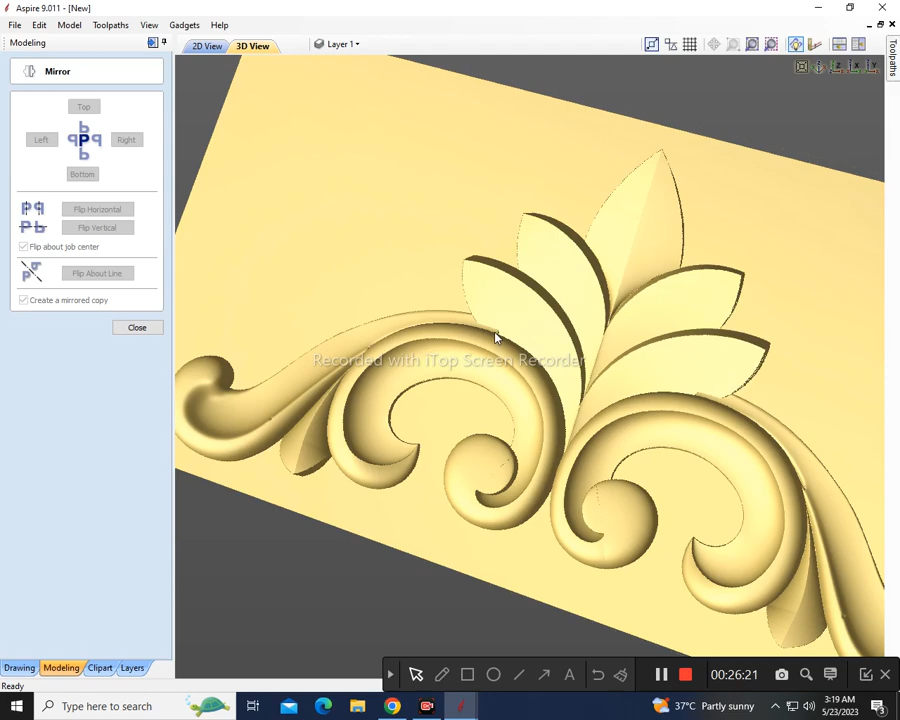 Aspire 9.011 - [New]
File Edit Model Toolpaths View Gadgets Help
Modeling
2D View 3D View Layer 1
Toolpaths
Mirror
Top
Left Right
Bottom
Flip Horizontal
Flip Vertical
Flip about job center
Flip About Line
Create a mirrored copy
Close
Recorded with iTop Screen Recorder
Drawing Modeling Clipart Layers
Ready
00:26:21
Type here to search
37°C Partly sunny
3:19 AM
5/23/2023
3